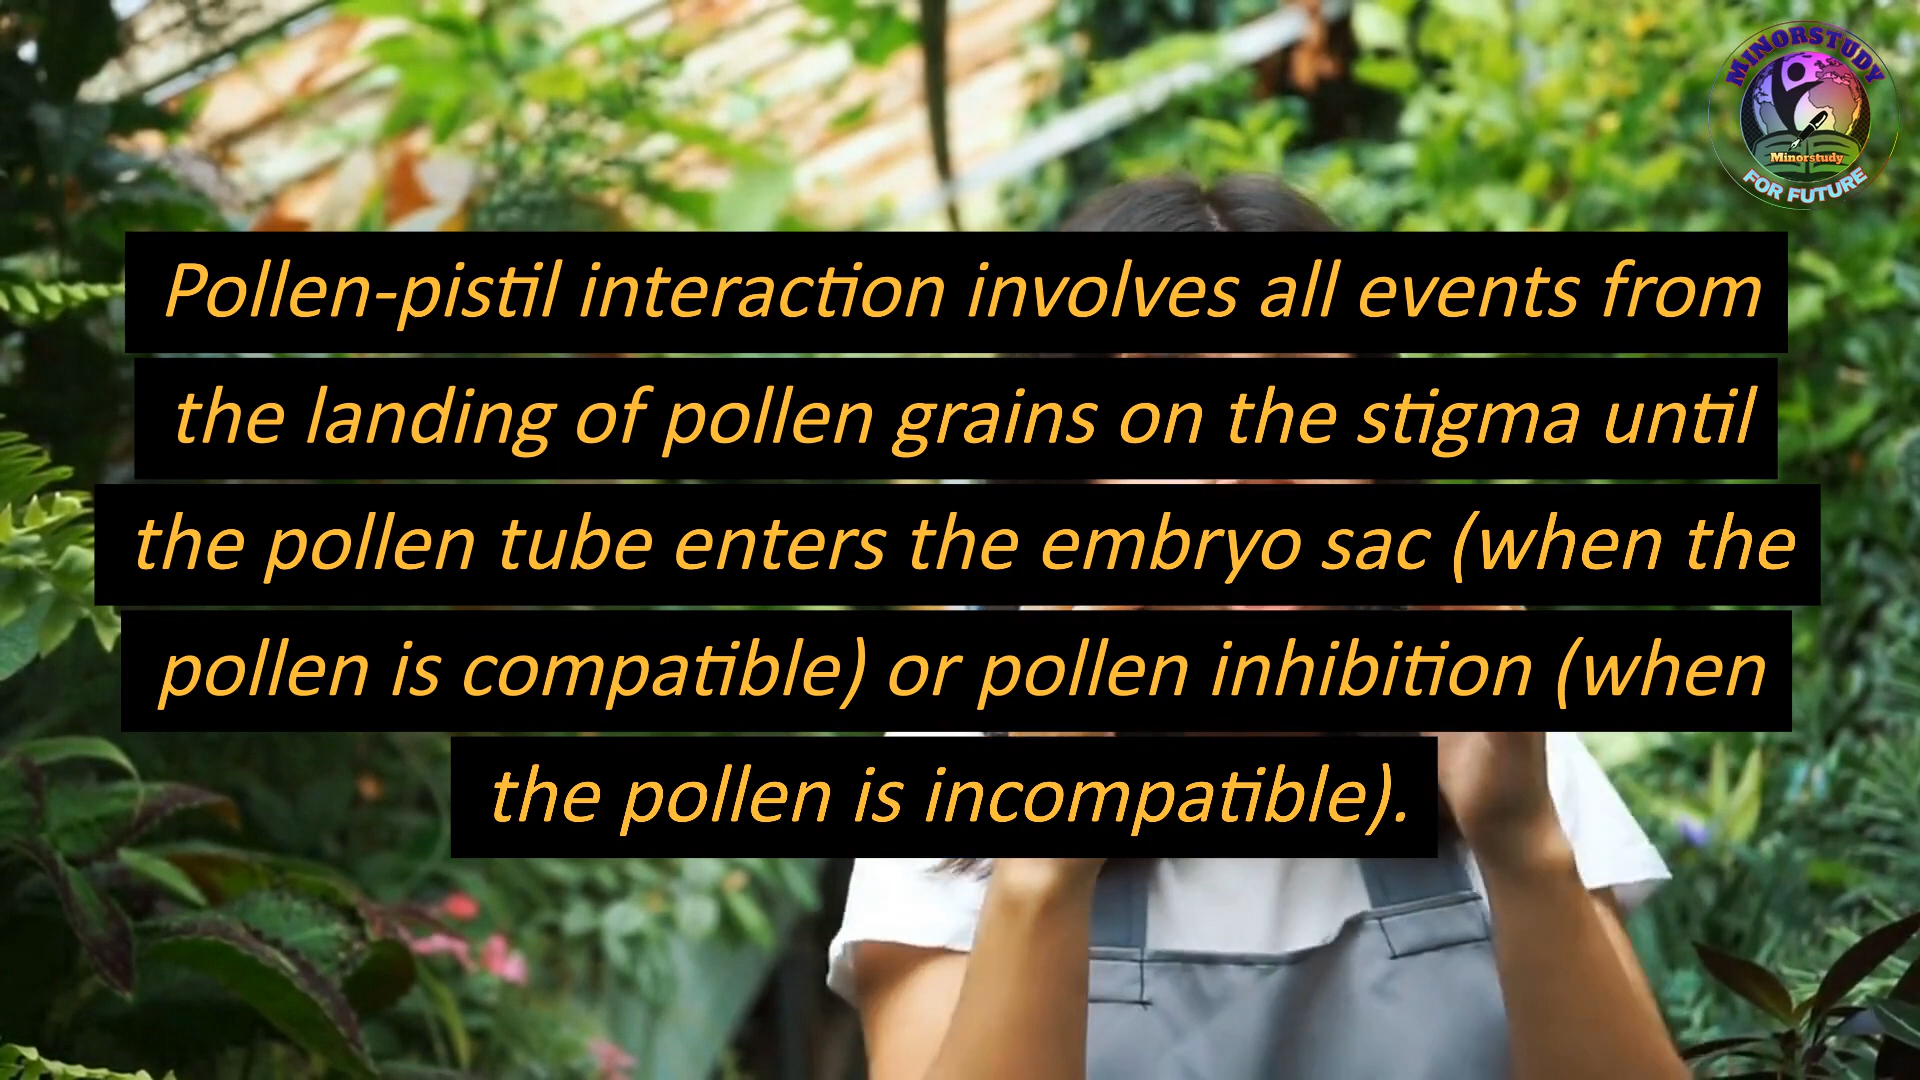 MINORSTUDY
Minorstudy
FOR FUTURE
Pollen-pistil interaction involves all events from
the landing of pollen grains on the stigma until
the pollen tube enters the embryo sac (when the
pollen is compatible) or pollen inhibition (when
the pollen is incompatible).